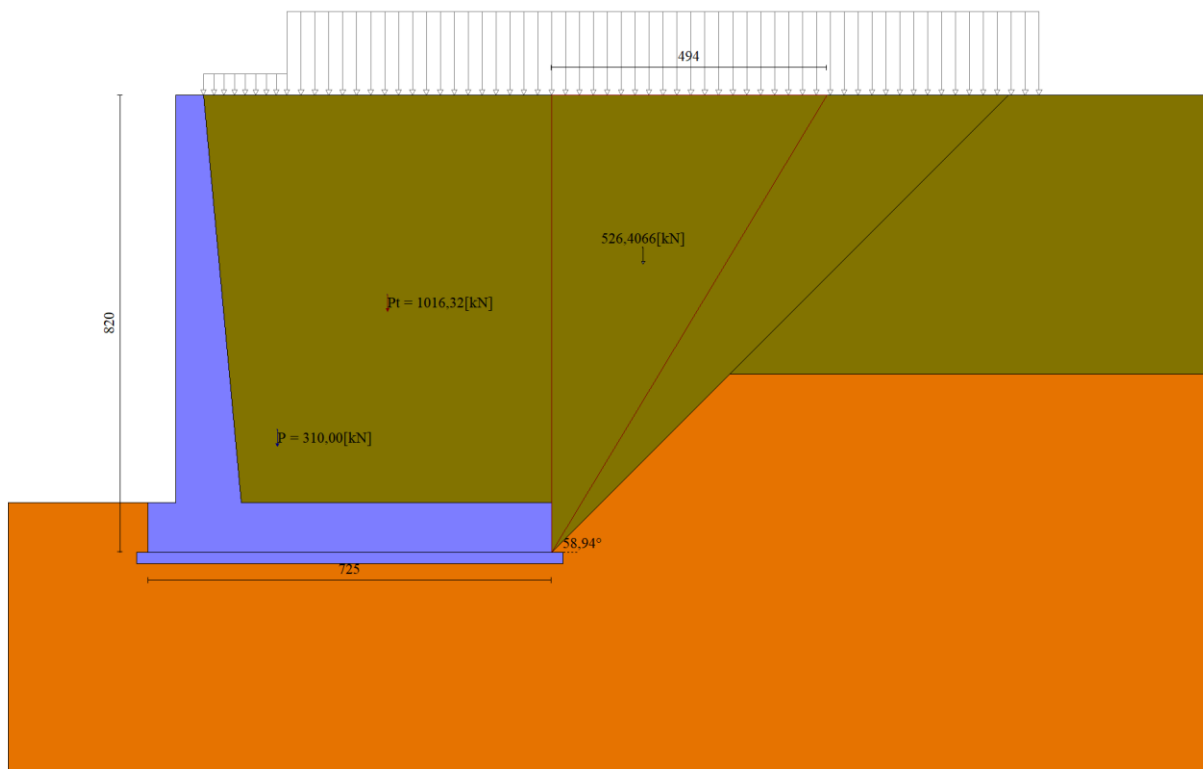 494
820
526,4066[kN]
Pt = 1016,32[kN]
P = 310,00[kN]
58,94°
725